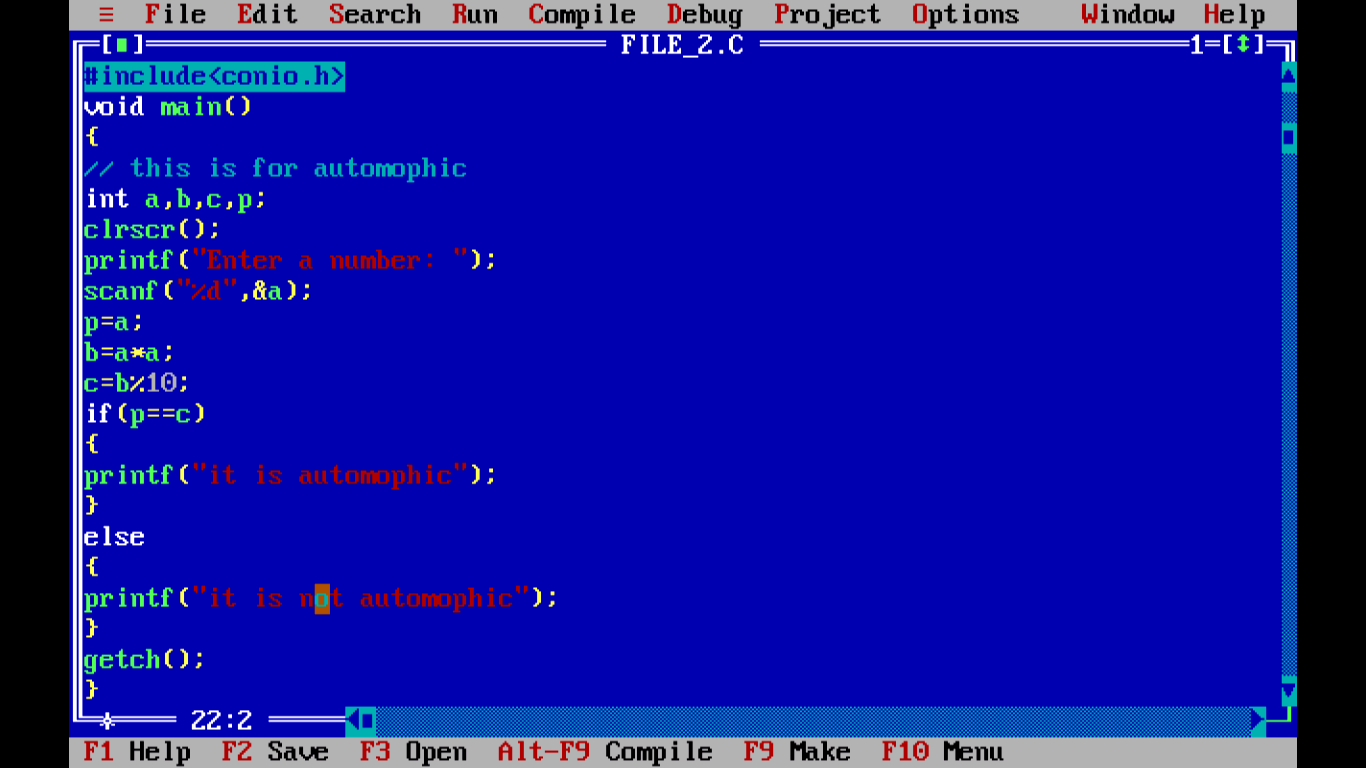 ≡ File Edit Search Run Compile Debug Project Options Window Help
[■] FILE_2.C 1=[↕]
#include<conio.h>
void main()
{
// this is for automophic
int a,b,c,p;
clrscr();
printf("Enter a number: ");
scanf("%d",&a);
p=a;
b=a*a;
c=b%10;
if(p==c)
{
printf("it is automophic");
}
else
{
printf("it is not automophic");
}
getch();
}
22:2
F1 Help F2 Save F3 Open Alt-F9 Compile F9 Make F10 Menu